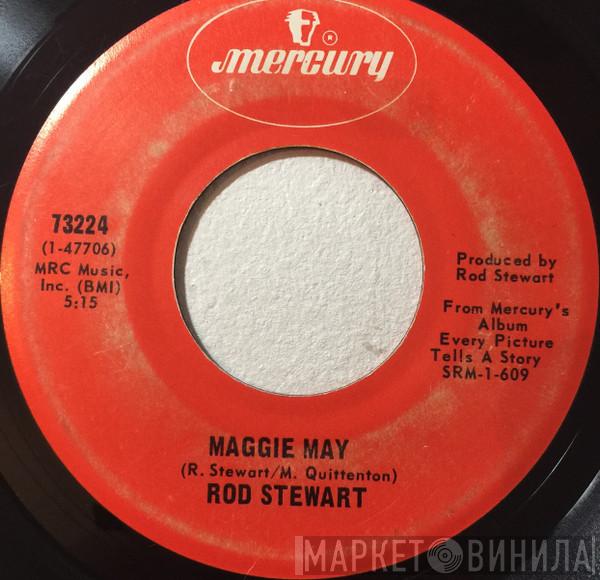 mercury
®
73224
(1-47706)
MRC Music,
Inc. (BMI)
5:15
Produced by
Rod Stewart
From Mercury's
Album
Every Picture
Tells A Story
SRM-1-609
MAGGIE MAY
(R. Stewart/M. Quittenton)
ROD STEWART
МАРКЕТ ВИНИЛА